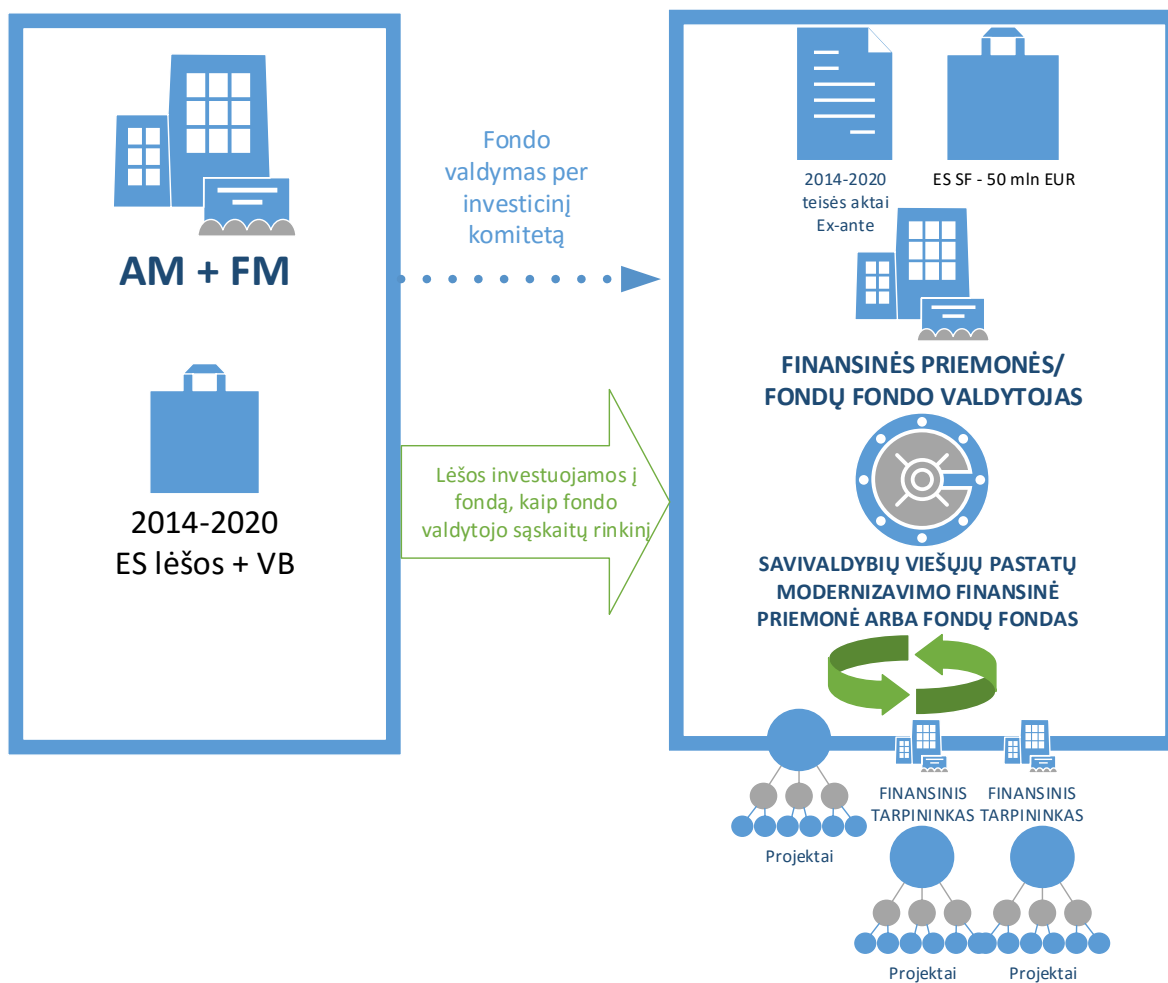 AM + FM
2014-2020
ES lėšos + VB
Fondo
valdymas per
investicinį
komitetą
Lėšos investuojamos į
fondą, kaip fondo
valdytojo sąskaitų rinkinį
2014-2020
teisės aktai
Ex-ante
ES SF - 50 mln EUR
FINANSINĖS PRIEMONĖS/
FONDŲ FONDO VALDYTOJAS
SAVIVALDYBIŲ VIEŠŲJŲ PASTATŲ
MODERNIZAVIMO FINANSINĖ
PRIEMONĖ ARBA FONDŲ FONDAS
Projektai
FINANSINIS
TARPININKAS
FINANSINIS
TARPININKAS
Projektai
Projektai